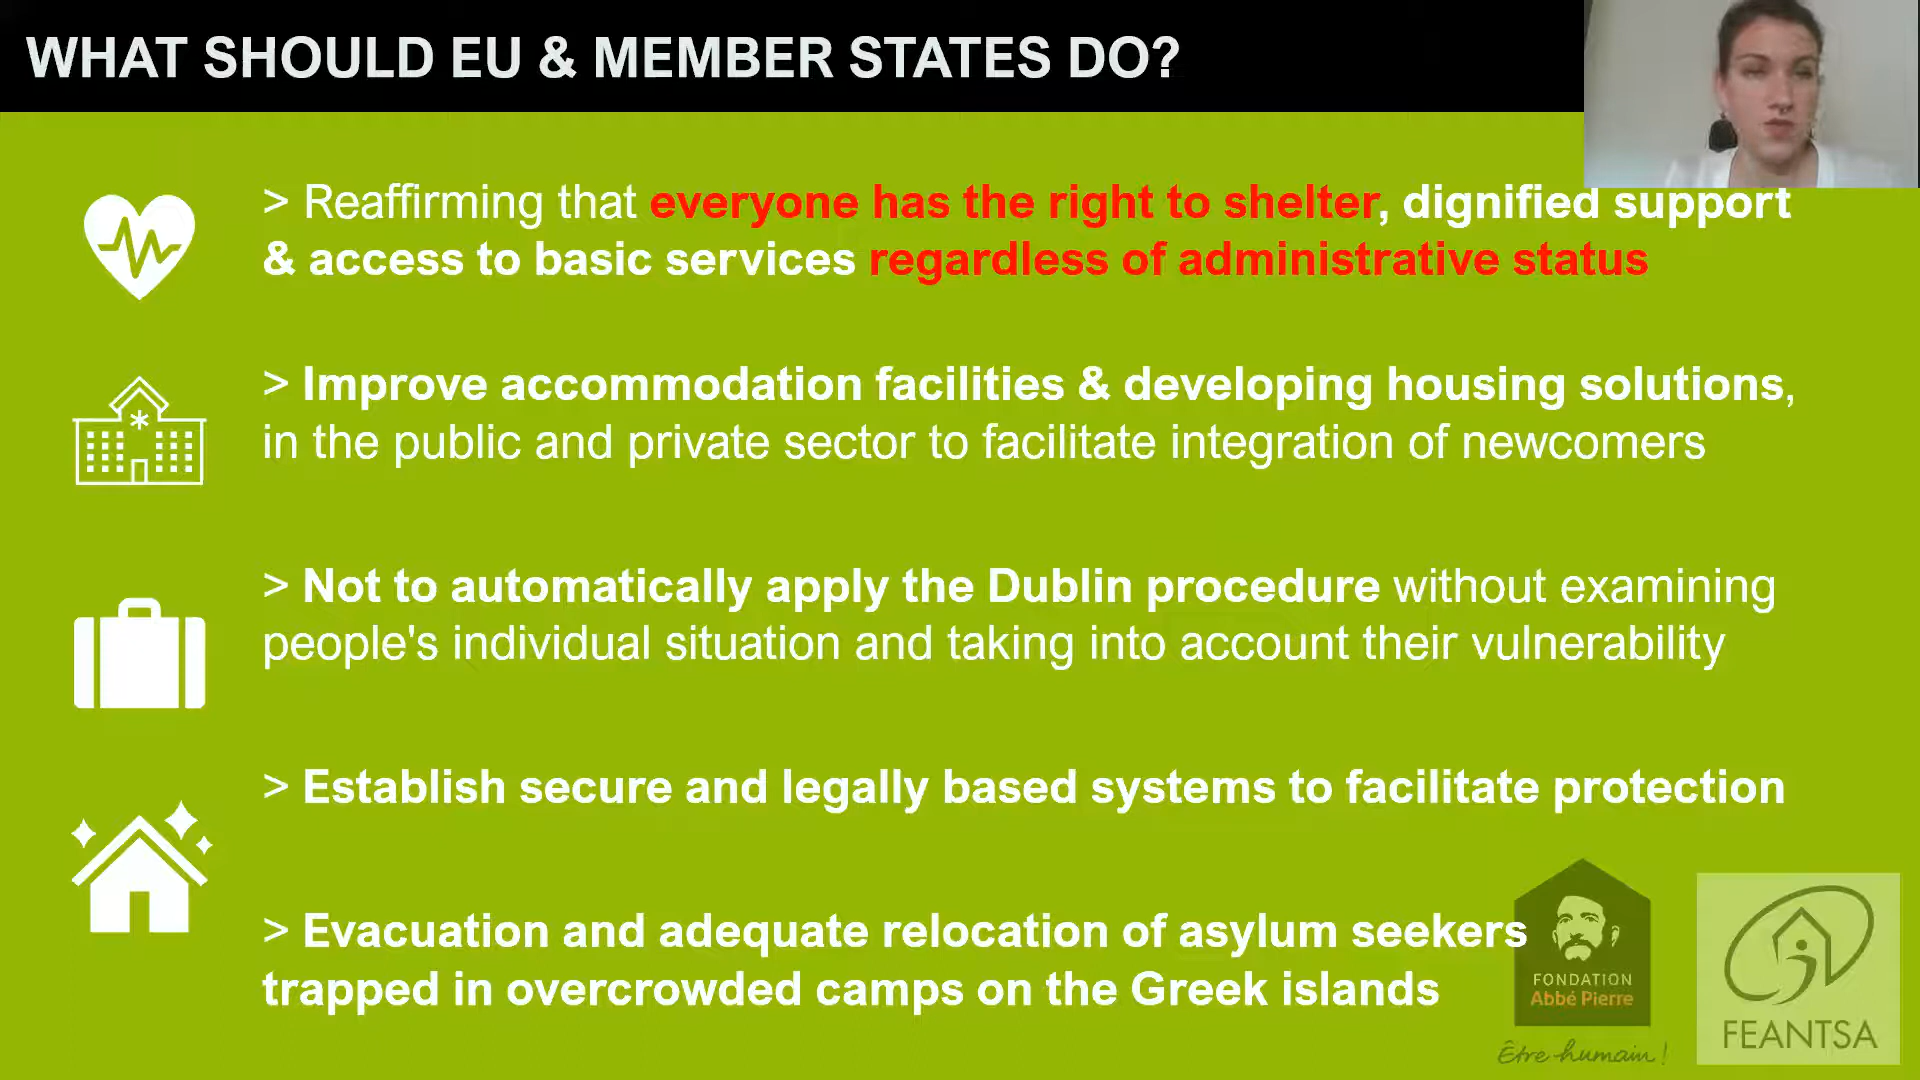 WHAT SHOULD EU & MEMBER STATES DO?
> Reaffirming that everyone has the right to shelter, dignified support
& access to basic services regardless of administrative status
> Improve accommodation facilities & developing housing solutions,
in the public and private sector to facilitate integration of newcomers
> Not to automatically apply the Dublin procedure without examining
people's individual situation and taking into account their vulnerability
> Establish secure and legally based systems to facilitate protection
> Evacuation and adequate relocation of asylum seekers
trapped in overcrowded camps on the Greek islands
FONDATION
Abbé Pierre
Être humain !
FEANTSA